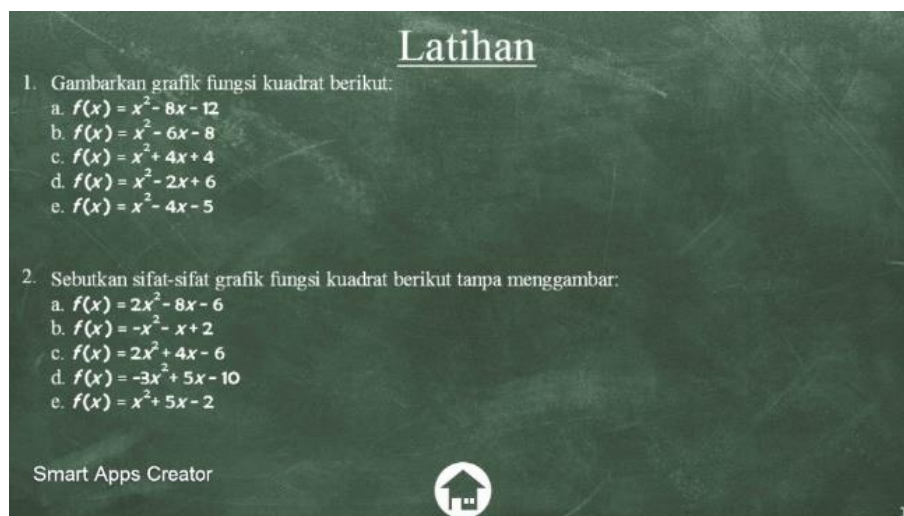 Latihan
1. Gambarkan grafik fungsi kuadrat berikut:
a. f(x) = x² - 8x - 12
b. f(x) = x² - 6x - 8
c. f(x) = x² + 4x + 4
d. f(x) = x² - 2x + 6
e. f(x) = x² - 4x - 5
2. Sebutkan sifat-sifat grafik fungsi kuadrat berikut tanpa menggambar:
a. f(x) = 2x² - 8x - 6
b. f(x) = -x² - x + 2
c. f(x) = 2x² + 4x - 6
d. f(x) = -3x² + 5x - 10
e. f(x) = x² + 5x - 2
Smart Apps Creator